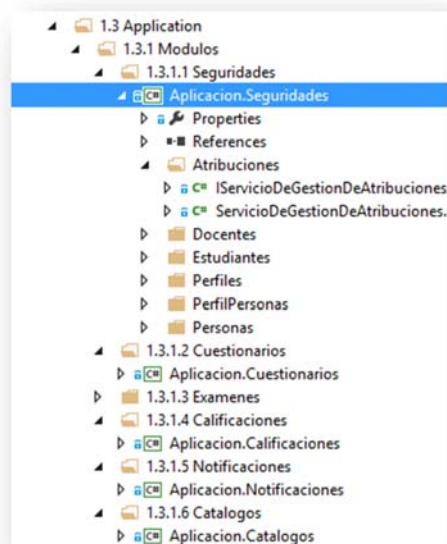 1.3 Application
1.3.1 Modulos
1.3.1.1 Seguridades
C# Aplicacion.Seguridades
Properties
References
Atribuciones
C# IServicioDeGestionDeAtribuciones
C# ServicioDeGestionDeAtribuciones.
Docentes
Estudiantes
Perfiles
PerfilPersonas
Personas
1.3.1.2 Cuestionarios
C# Aplicacion.Cuestionarios
1.3.1.3 Examenes
1.3.1.4 Calificaciones
C# Aplicacion.Calificaciones
1.3.1.5 Notificaciones
C# Aplicacion.Notificaciones
1.3.1.6 Catalogos
C# Aplicacion.Catalogos